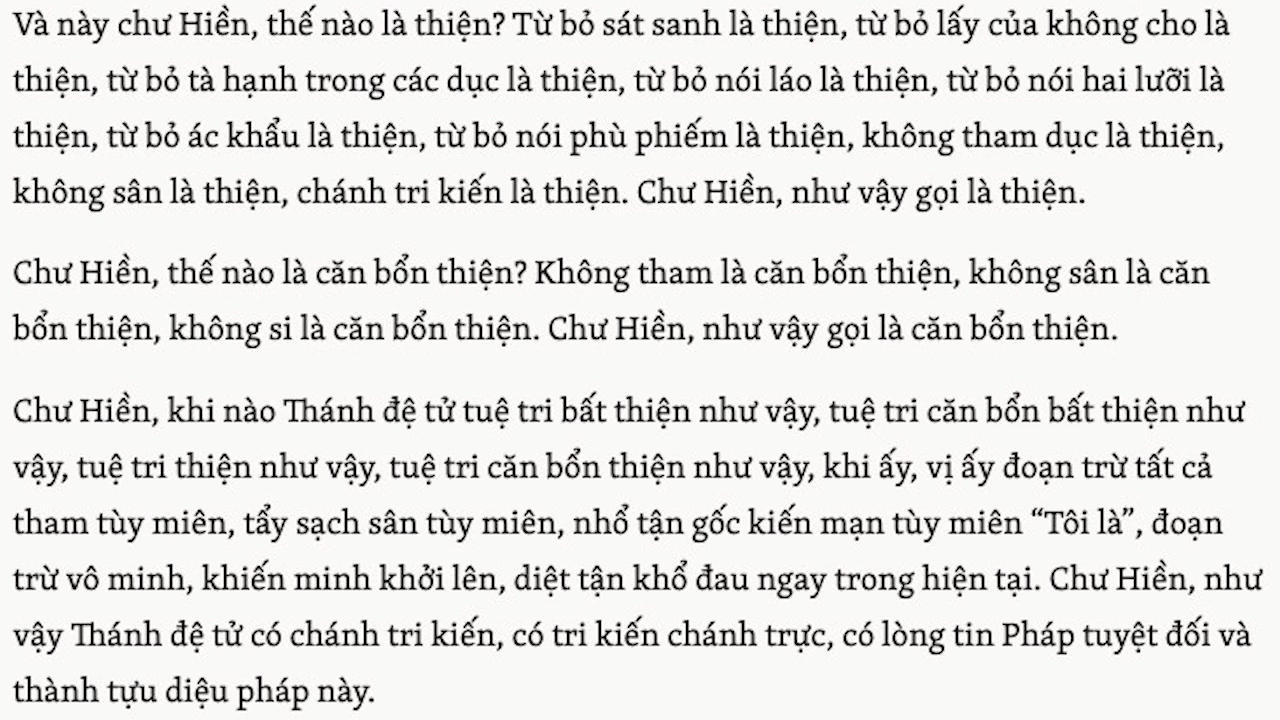 Và này chư Hiền, thế nào là thiện? Từ bỏ sát sanh là thiện, từ bỏ lấy của không cho là
thiện, từ bỏ tà hạnh trong các dục là thiện, từ bỏ nói láo là thiện, từ bỏ nói hai lưỡi là
thiện, từ bỏ ác khẩu là thiện, từ bỏ nói phù phiếm là thiện, không tham dục là thiện,
không sân là thiện, chánh tri kiến là thiện. Chư Hiền, như vậy gọi là thiện.
Chư Hiền, thế nào là căn bổn thiện? Không tham là căn bổn thiện, không sân là căn
bổn thiện, không si là căn bổn thiện. Chư Hiền, như vậy gọi là căn bổn thiện.
Chư Hiền, khi nào Thánh đệ tử tuệ tri bất thiện như vậy, tuệ tri căn bổn bất thiện như
vậy, tuệ tri thiện như vậy, tuệ tri căn bổn thiện như vậy, khi ấy, vị ấy đoạn trừ tất cả
tham tùy miên, tẩy sạch sân tùy miên, nhổ tận gốc kiến mạn tùy miên “Tôi là”, đoạn
trừ vô minh, khiến minh khởi lên, diệt tận khổ đau ngay trong hiện tại. Chư Hiền, như
vậy Thánh đệ tử có chánh tri kiến, có tri kiến chánh trực, có lòng tin Pháp tuyệt đối và
thành tựu diệu pháp này.